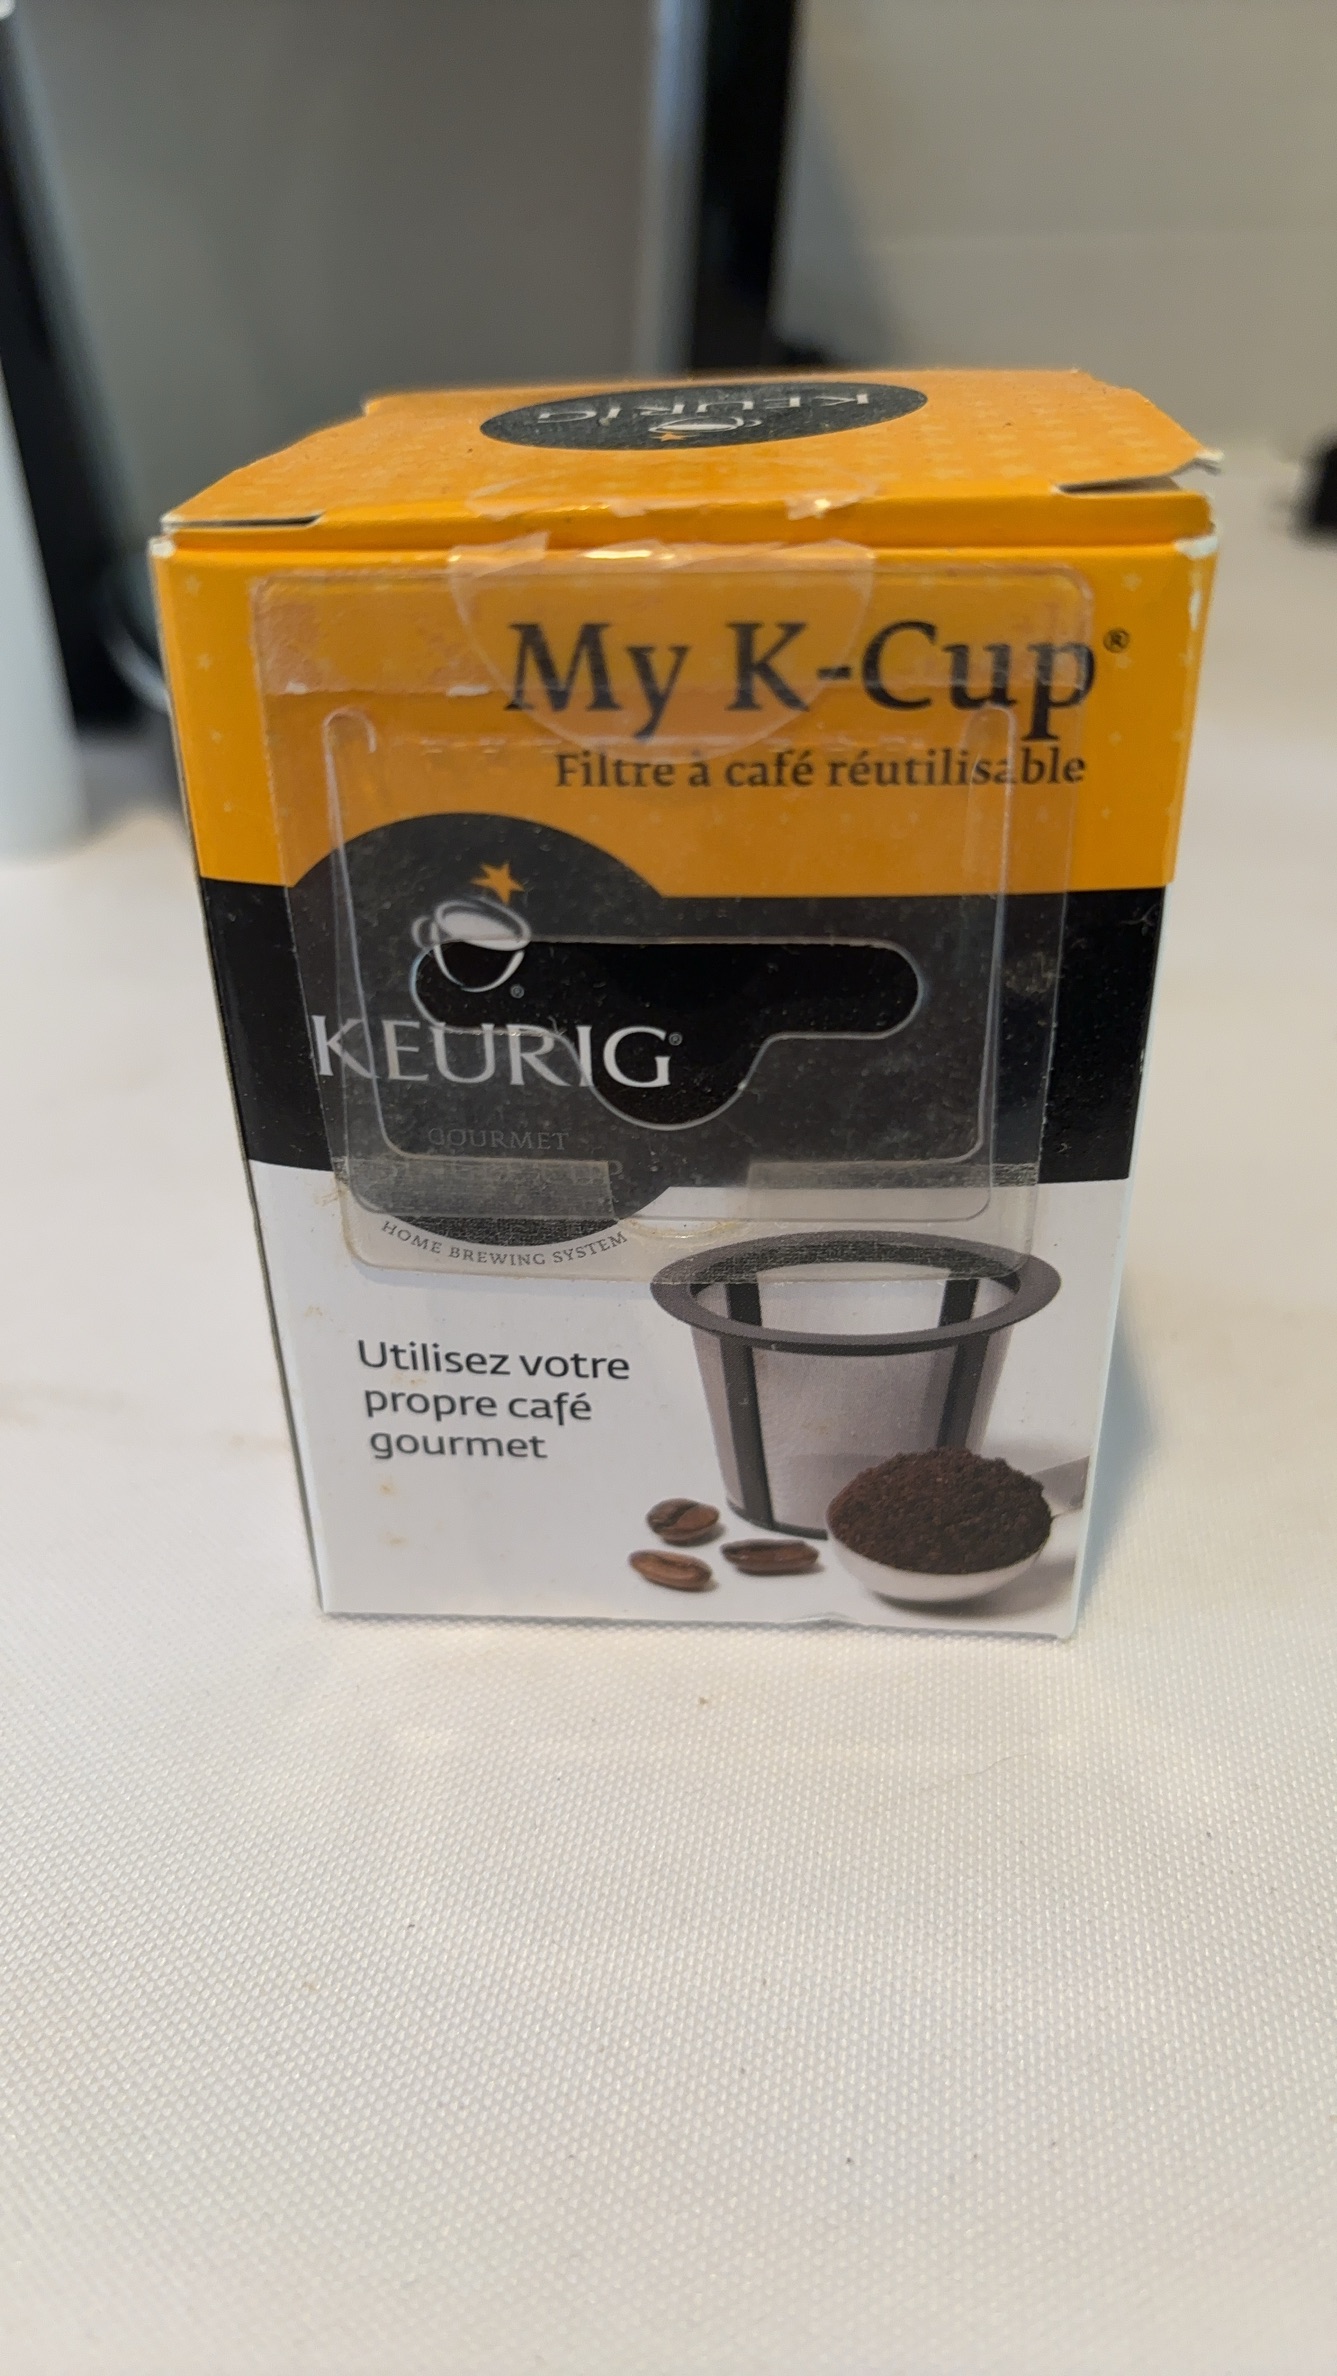 KEURIG
My K-Cup®
Filtre à café réutilisable
KEURIG®
GOURMET
HOME BREWING SYSTEM
Utilisez votre
propre café
gourmet